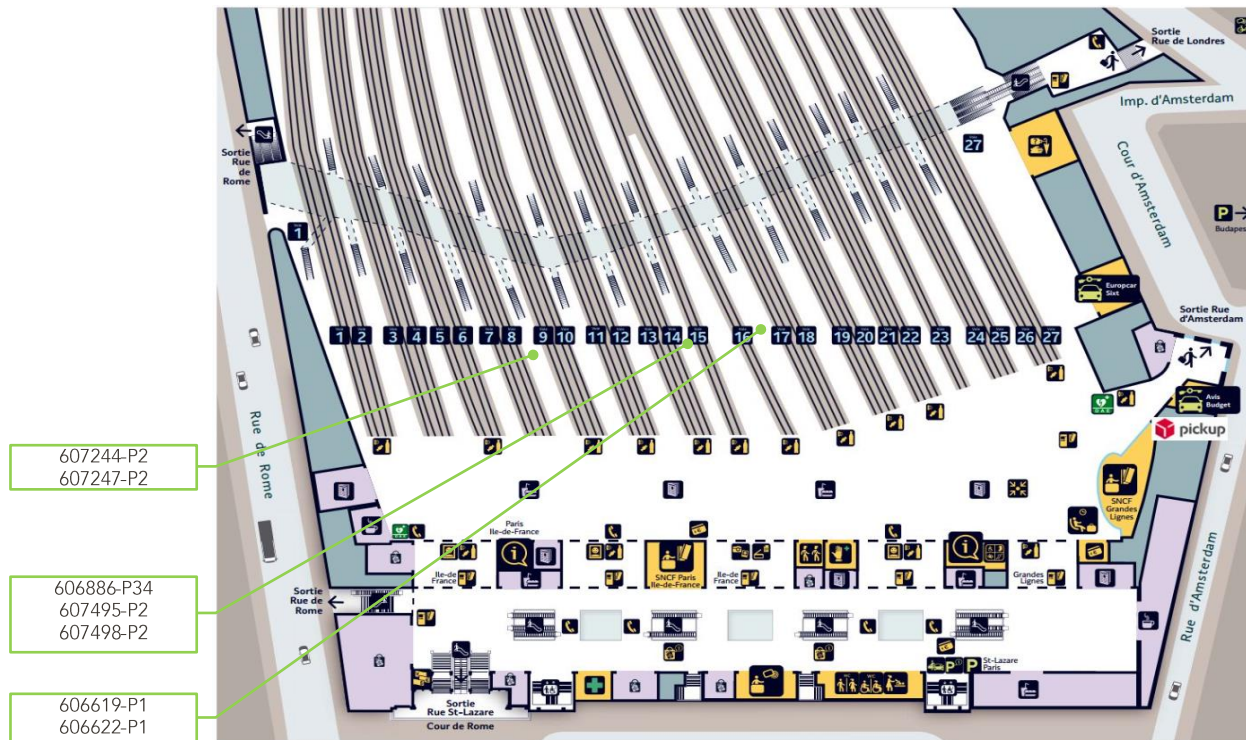 Sortie
Rue de Londres
Imp. d'Amsterdam
Cour d'Amsterdam
Sortie
Rue
de
Rome
27
1
P
Budapes
Europcar
Sixt
Sortie Rue
d'Amsterdam
1 2 3 4 5 6 7 8 9 10 11 12 13 14 15 16 17 18 19 20 21 22 23 24 25 26 27
Avis
Budget
pickup
Rue de Rome
607244-P2
607247-P2
SNCF
Grandes
Lignes
Paris
Ile-de-France
Ile-de
France
SNCF Paris
Ile-de-France
Ile-de
France
Grandes
Lignes
Rue d'Amsterdam
606886-P34
607495-P2
607498-P2
Sortie
Rue de
Rome
St-Lazare
Paris
P P
606619-P1
606622-P1
Sortie
Rue St-Lazare
Cour de Rome